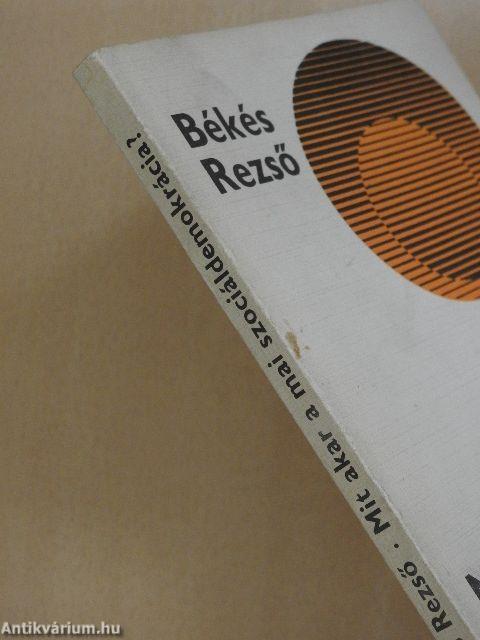 Békés
Rezső
Rezső · Mit akar a mai szociáldemokrácia?
Antikvárium.hu